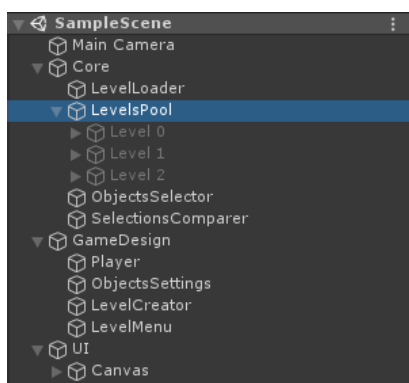 SampleScene
Main Camera
Core
LevelLoader
LevelsPool
Level 0
Level 1
Level 2
ObjectsSelector
SelectionsComparer
GameDesign
Player
ObjectsSettings
LevelCreator
LevelMenu
UI
Canvas